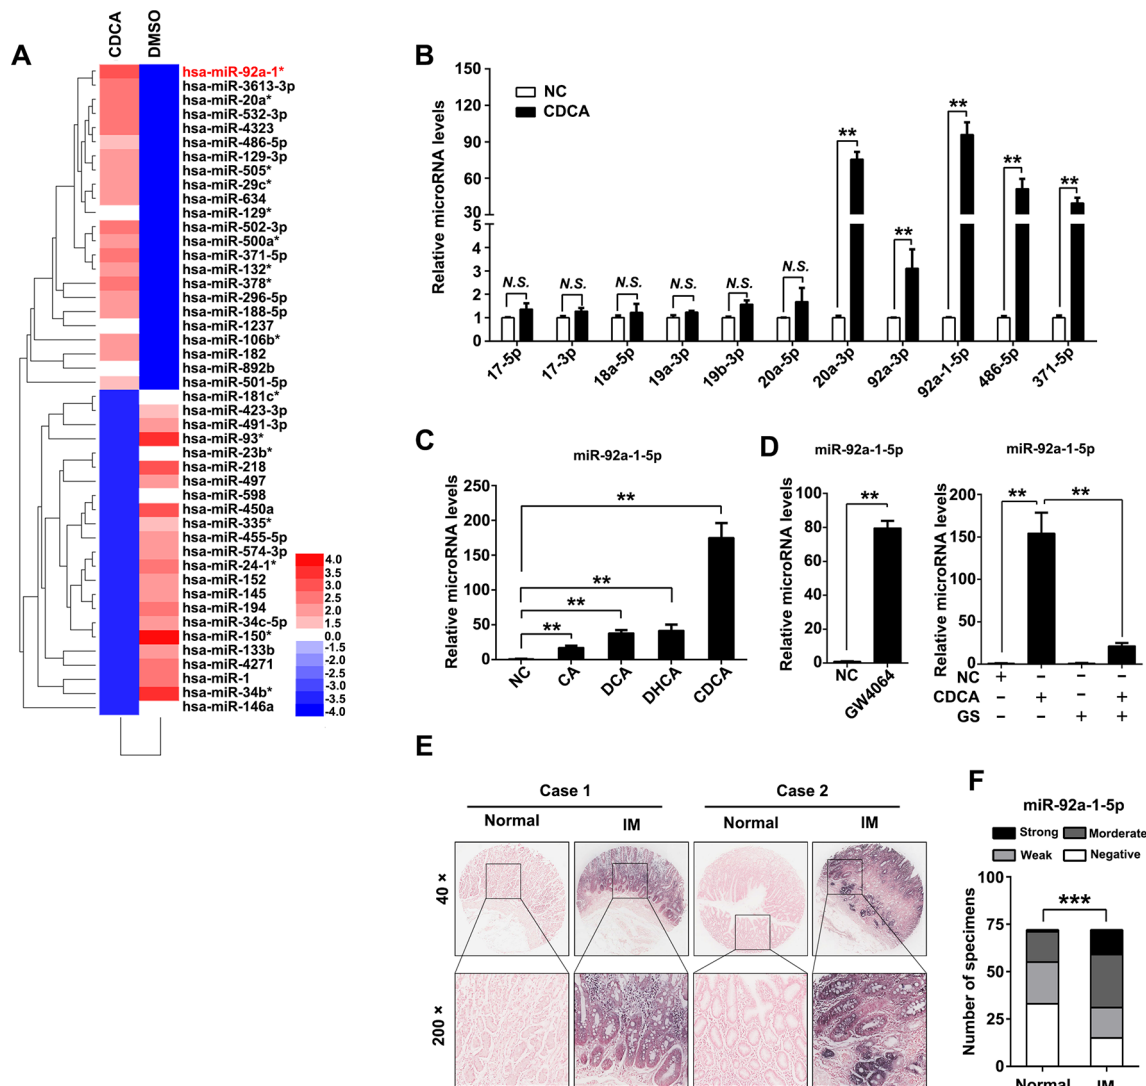 A
CDCA
DMSO
hsa-miR-92a-1*
hsa-miR-3613-3p
hsa-miR-20a*
hsa-miR-532-3p
hsa-miR-4323
hsa-miR-486-5p
hsa-miR-129-3p
hsa-miR-505*
hsa-miR-29c*
hsa-miR-634
hsa-miR-129*
hsa-miR-502-3p
hsa-miR-500a*
hsa-miR-371-5p
hsa-miR-132*
hsa-miR-378*
hsa-miR-296-5p
hsa-miR-188-5p
hsa-miR-1237
hsa-miR-106b*
hsa-miR-182
hsa-miR-892b
hsa-miR-501-5p
hsa-miR-181c*
hsa-miR-423-3p
hsa-miR-491-3p
hsa-miR-93*
hsa-miR-23b*
hsa-miR-218
hsa-miR-497
hsa-miR-598
hsa-miR-450a
hsa-miR-335*
hsa-miR-455-5p
hsa-miR-574-3p
hsa-miR-24-1*
hsa-miR-152
hsa-miR-145
hsa-miR-194
hsa-miR-34c-5p
hsa-miR-150*
hsa-miR-133b
hsa-miR-4271
hsa-miR-1
hsa-miR-34b*
hsa-miR-146a
4.0
3.5
3.0
2.5
2.0
1.5
0.0
-1.5
-2.0
-2.5
-3.0
-3.5
-4.0
B
Relative microRNA levels
150
120
90
60
30
5
4
3
2
1
0
NC
CDCA
N.S.
N.S.
N.S.
N.S.
N.S.
N.S.
**
**
**
**
**
17-5p
17-3p
18a-5p
19a-3p
19b-3p
20a-5p
20a-3p
92a-3p
92a-1-5p
486-5p
371-5p
C
miR-92a-1-5p
Relative microRNA levels
250
200
150
100
50
0
**
**
**
**
NC
CA
DCA
DHCA
CDCA
D
miR-92a-1-5p
Relative microRNA levels
100
80
60
40
20
0
**
NC
GW4064
miR-92a-1-5p
Relative microRNA levels
200
150
100
50
0
**
**
NC + − − −
CDCA − + − +
GS − − + +
E
Case 1
Case 2
Normal
IM
Normal
IM
40 ×
200 ×
F
miR-92a-1-5p
Strong
Morderate
Weak
Negative
Number of specimens
100
75
50
25
0
***
Normal
IM